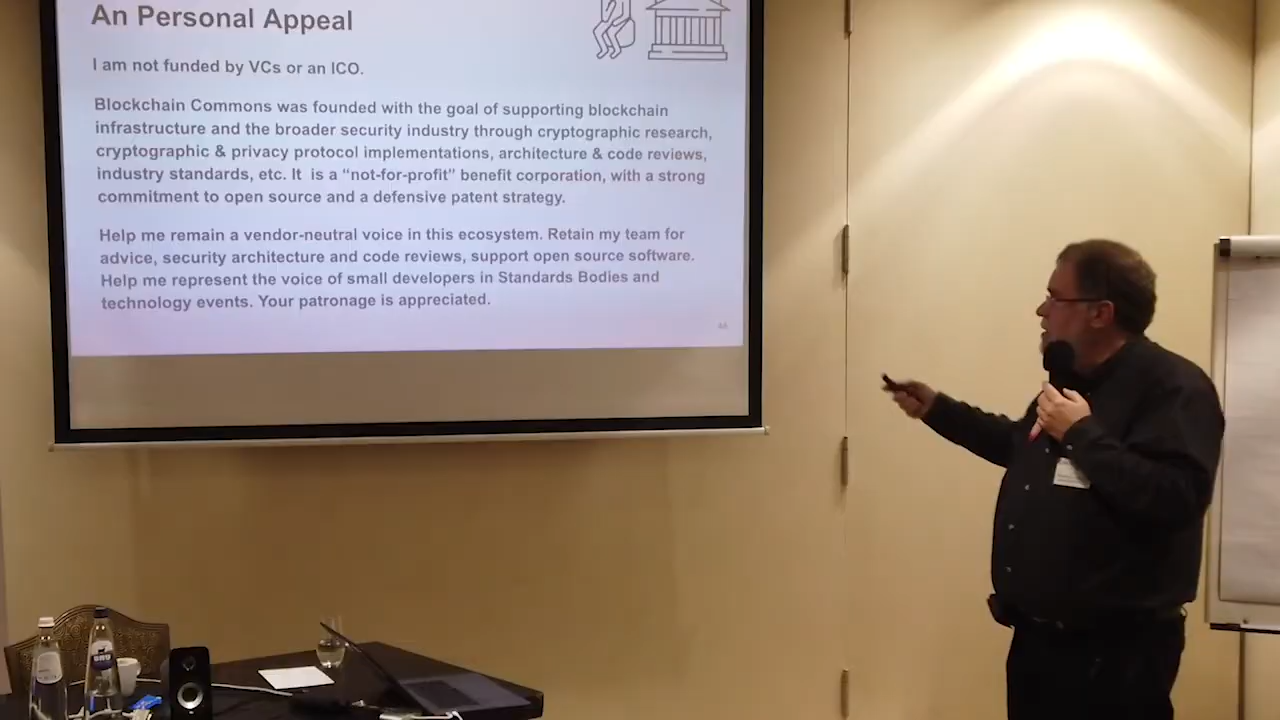 An Personal Appeal
I am not funded by VCs or an ICO.
Blockchain Commons was founded with the goal of supporting blockchain
infrastructure and the broader security industry through cryptographic research,
cryptographic & privacy protocol implementations, architecture & code reviews,
industry standards, etc. It is a “not-for-profit” benefit corporation, with a strong
commitment to open source and a defensive patent strategy.
Help me remain a vendor-neutral voice in this ecosystem. Retain my team for
advice, security architecture and code reviews, support open source software.
Help me represent the voice of small developers in Standards Bodies and
technology events. Your patronage is appreciated.